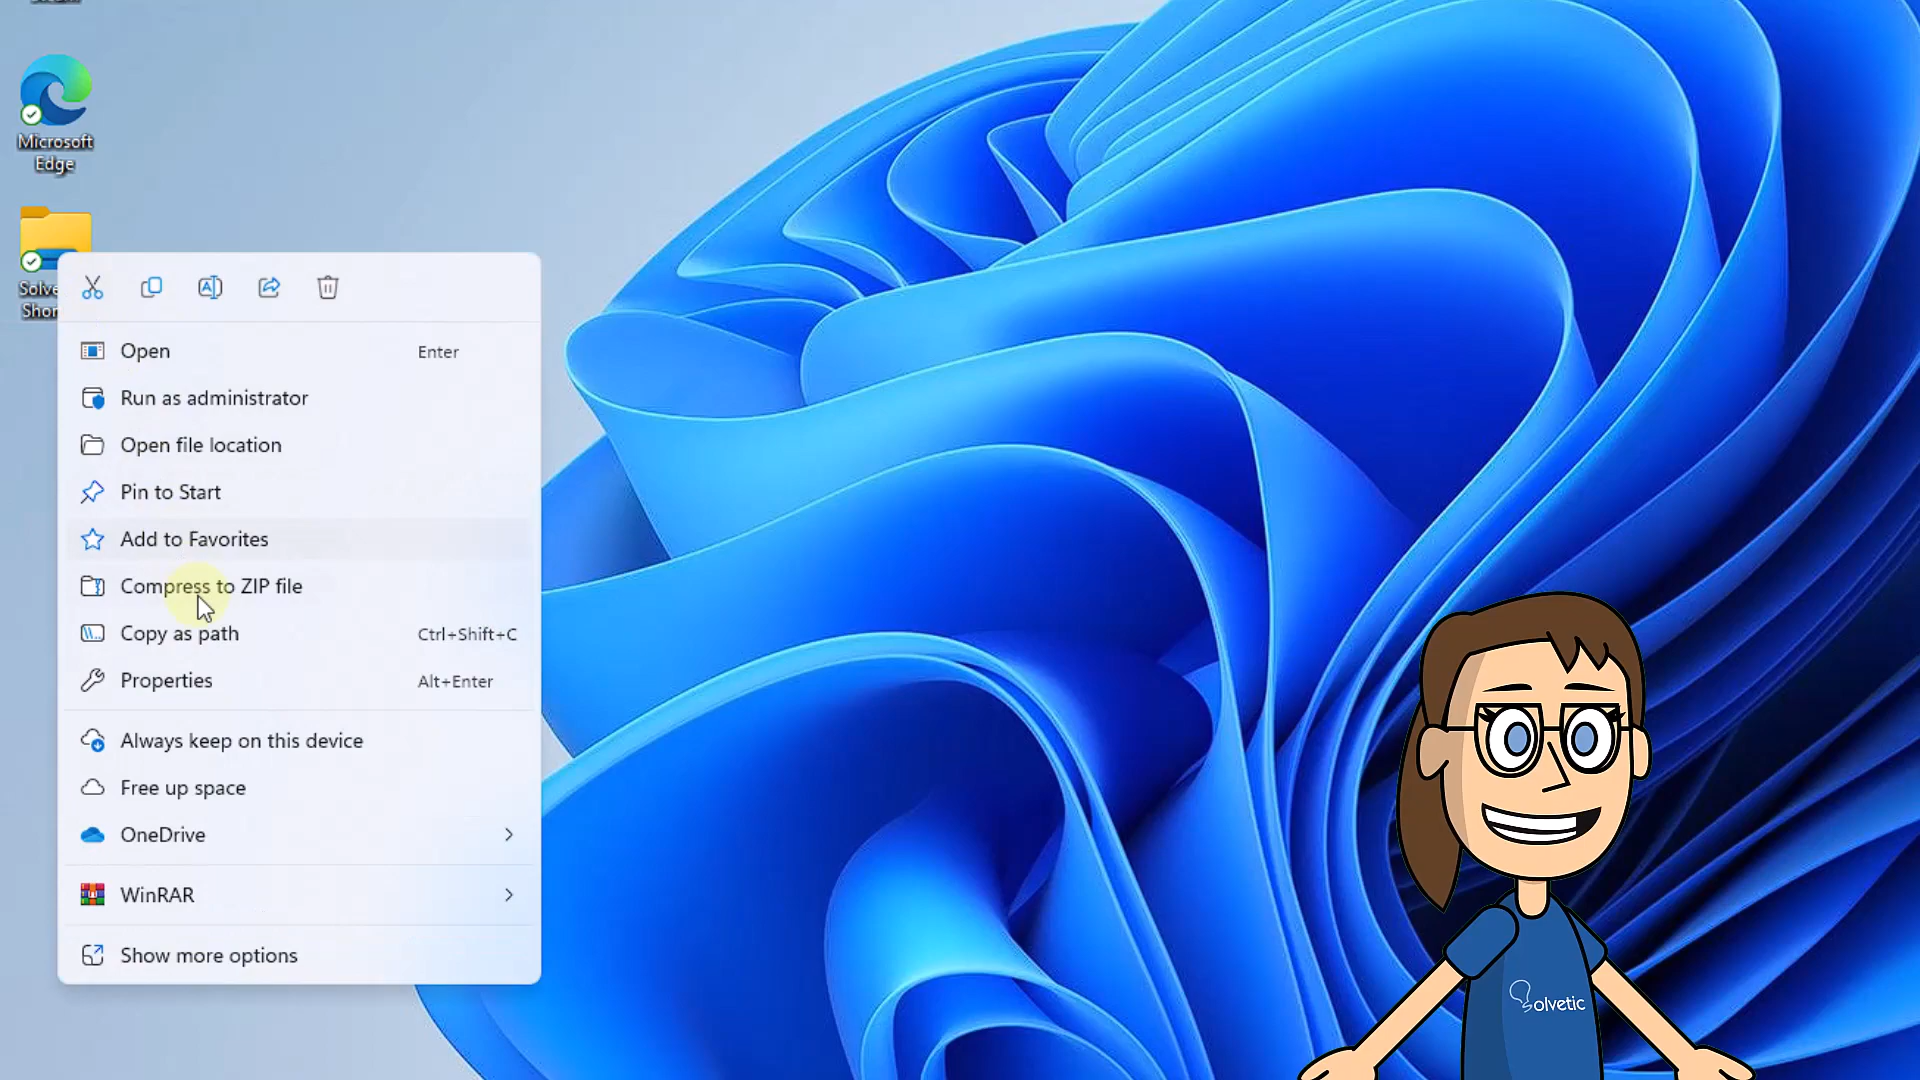 Microsoft
Edge
Open Enter
Run as administrator
Open file location
Pin to Start
Add to Favorites
Compress to ZIP file
Copy as path Ctrl+Shift+C
Properties Alt+Enter
Always keep on this device
Free up space
OneDrive
WinRAR
Show more options
Solvetic